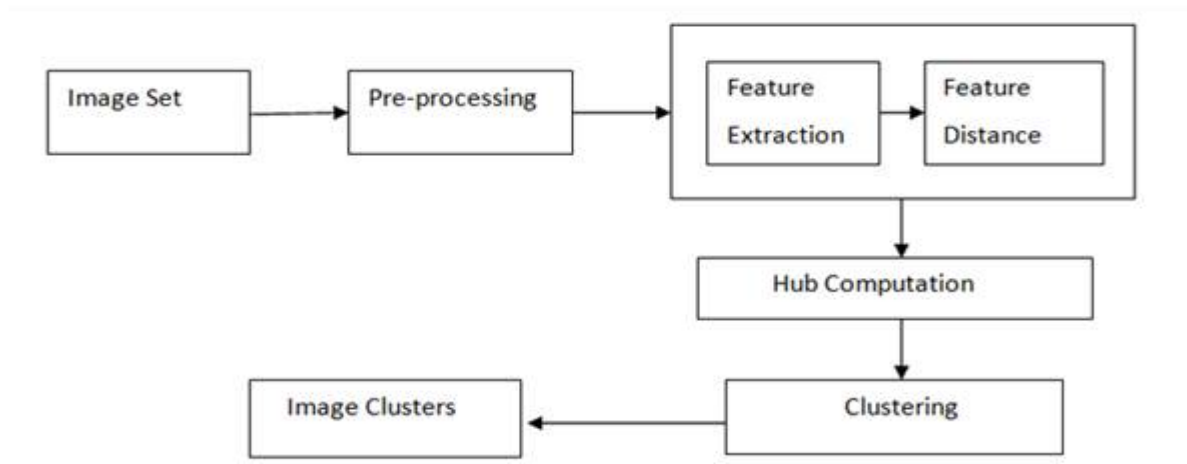 Image Set
Pre-processing
Feature
Extraction
Feature
Distance
Hub Computation
Clustering
Image Clusters